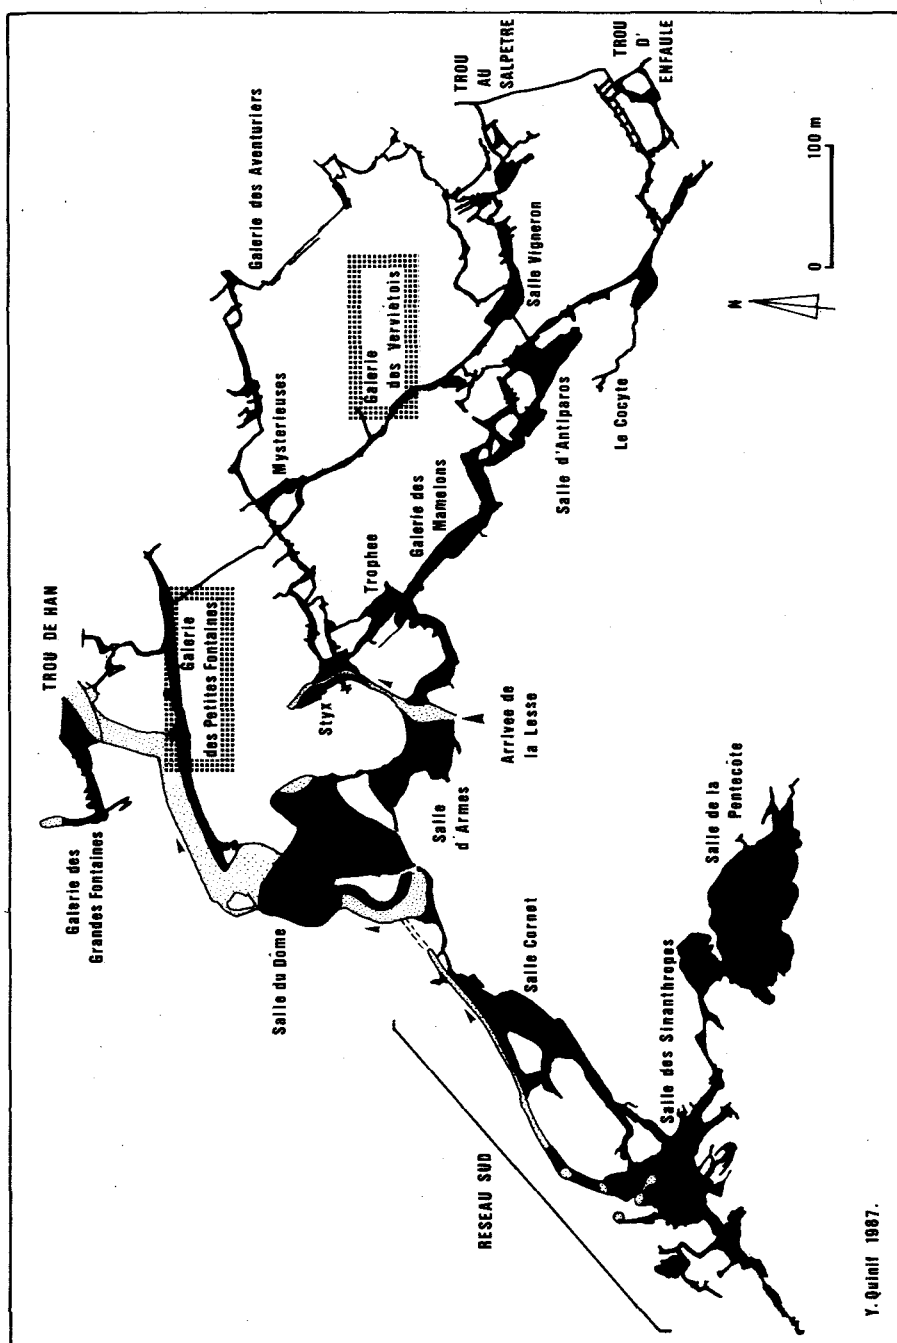 TROU DE HAN
Galerie des
Grandes Fontaines
Galerie
des Petites Fontaines
Galerie des Aventuriers
Mysterieuses
Galerie
des Verviétois
TROU
AU
SALPETRE
TROU
D'
ENFAULE
Salle Vigneron
Trophee
Galerie des
Mamelons
Styx
Salle d'Antiparos
Le Cocyte
Salle du Dôme
Salle
d'Armes
Arrivée de
la Lesse
Salle Cornet
RESEAU SUD
Salle des Sinanthropes
Salle de la
Pentecôte
N
0 100 m
Y. Quinif 1987.